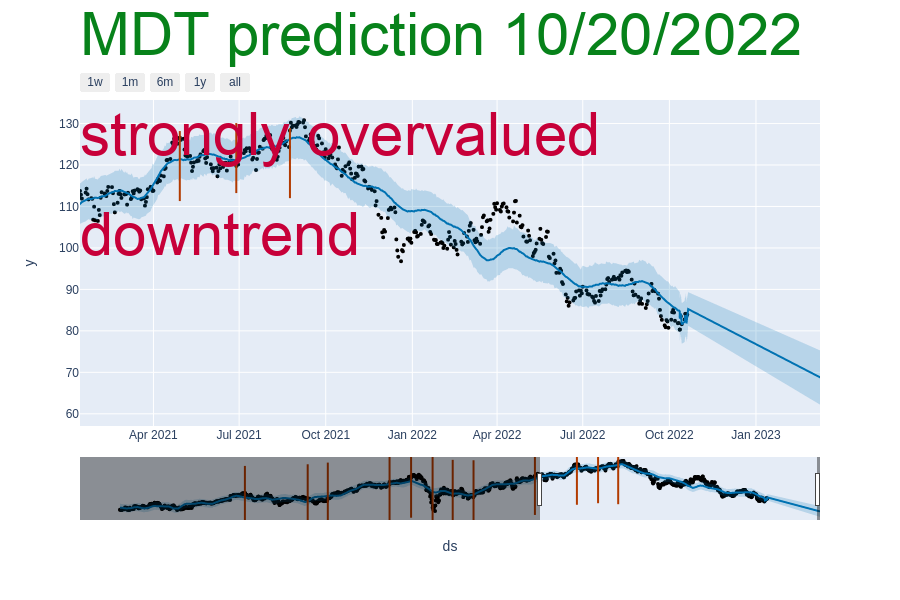 MDT prediction 10/20/2022
1w 1m 6m 1y all
strongly overvalued
downtrend
130
120
110
100
90
80
70
60
y
Apr 2021 Jul 2021 Oct 2021 Jan 2022 Apr 2022 Jul 2022 Oct 2022 Jan 2023
ds